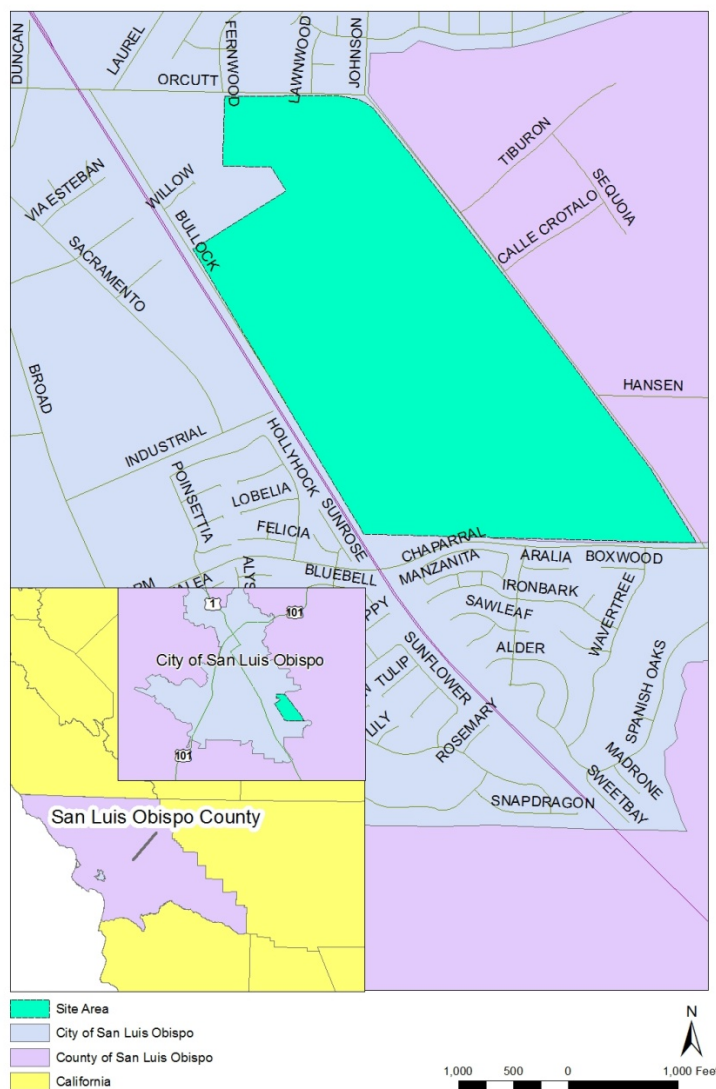 DUNCAN
LAUREL
FERNWOOD
LAWNWOOD
JOHNSON
ORCUTT
TIBURON
SEQUOIA
CALLE CROTALO
VIA ESTEBAN
WILLOW
BULLOCK
SACRAMENTO
HANSEN
BROAD
INDUSTRIAL
HOLLYHOCK
POINSETTIA
LOBELIA
SUNROSE
FELICIA
CHAPARRAL
MANZANITA
ARALIA
BOXWOOD
BLUEBELL
IRONBARK
SAWLEAF
WAVERTREE
ALDER
SUNFLOWER
TULIP
LILY
ROSEMARY
SPANISH OAKS
MADRONE
SWEETBAY
SNAPDRAGON
1
101
City of San Luis Obispo
101
San Luis Obispo County
Site Area
City of San Luis Obispo
County of San Luis Obispo
California
N
1,000 500 0 1,000 Fee